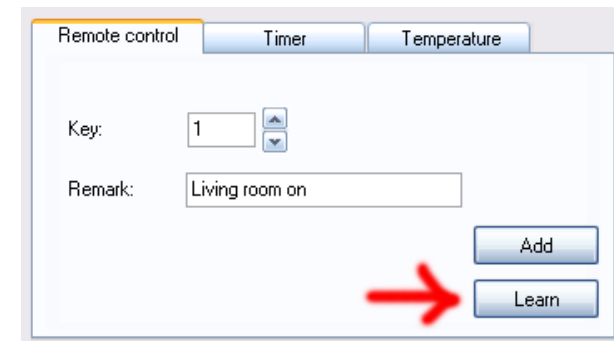 Remote control Timer Temperature
Key: 1
Remark: Living room on
Add
Learn